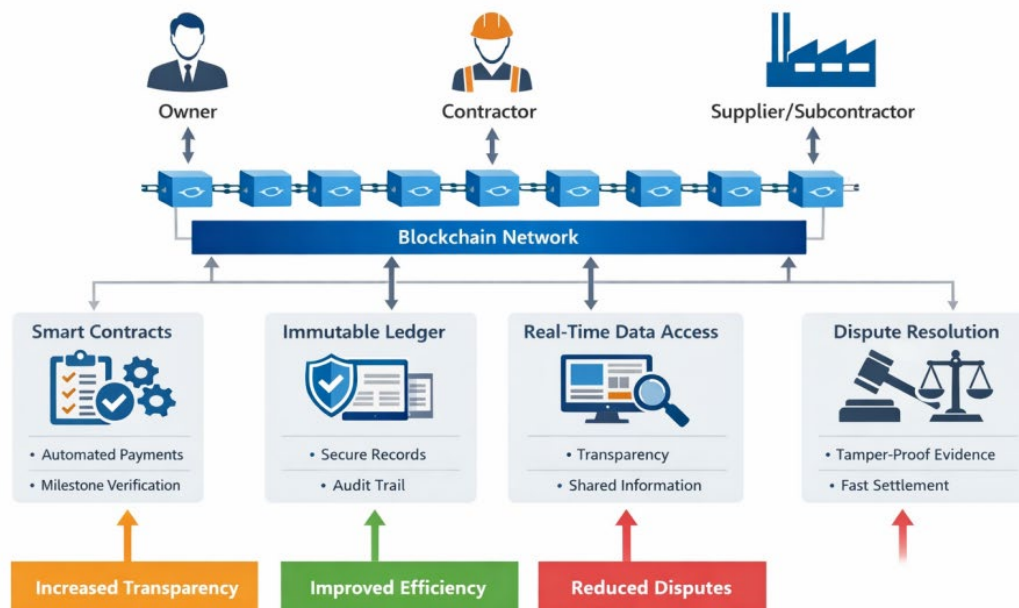 Owner
Contractor
Supplier/Subcontractor
Blockchain Network
Smart Contracts
• Automated Payments
• Milestone Verification
Immutable Ledger
• Secure Records
• Audit Trail
Real-Time Data Access
• Transparency
• Shared Information
Dispute Resolution
• Tamper-Proof Evidence
• Fast Settlement
Increased Transparency
Improved Efficiency
Reduced Disputes